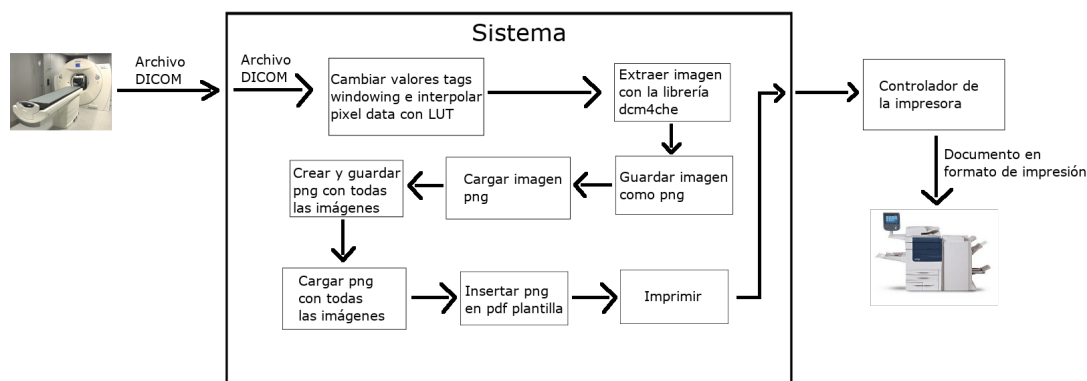 Sistema
Archivo
DICOM
Archivo
DICOM
Cambiar valores tags
windowing e interpolar
pixel data con LUT
Extraer imagen
con la librería
dcm4che
Controlador de
la impresora
Crear y guardar
png con todas
las imágenes
Cargar imagen
png
Guardar imagen
como png
Documento en
formato de impresión
Cargar png
con todas
las imágenes
Insertar png
en pdf plantilla
Imprimir